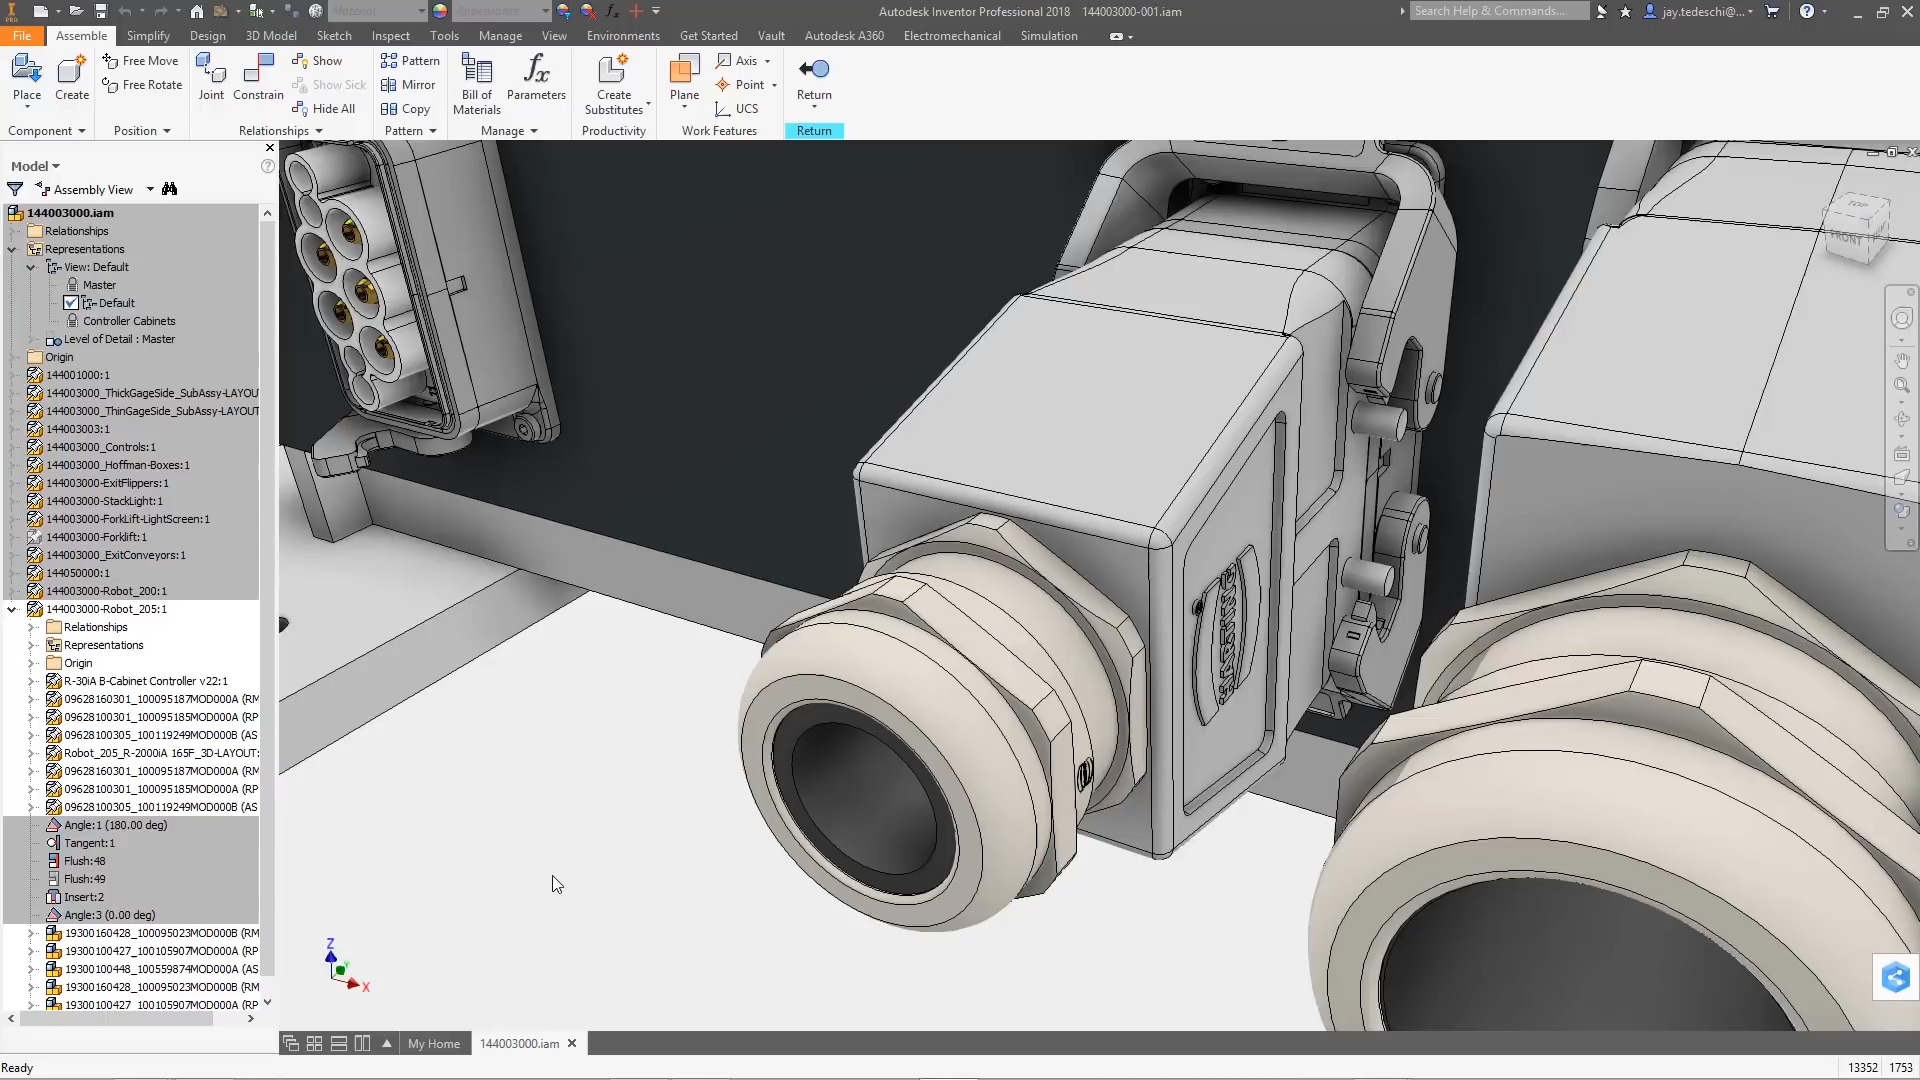 PRO
Material
Appearance
Autodesk Inventor Professional 2018 144003000-001.iam
Search Help & Commands...
jay.tedeschi@...
File Assemble Simplify Design 3D Model Sketch Inspect Tools Manage View Environments Get Started Vault Autodesk A360 Electromechanical Simulation
Place
Create
Free Move
Free Rotate
Joint
Constrain
Show
Show Sick
Hide All
Pattern
Mirror
Copy
Bill of
Materials
Parameters
Create
Substitutes
Plane
Axis
Point
UCS
Return
Component Position Relationships Pattern Manage Productivity Work Features Return
Model
Assembly View
144003000.iam
Relationships
Representations
View: Default
Master
Default
Controller Cabinets
Level of Detail : Master
Origin
144001000:1
144003000_ThickGageSide_SubAssy-LAYOU
144003000_ThinGageSide_SubAssy-LAYOUT
144003003:1
144003000_Controls:1
144003000_Hoffman-Boxes:1
144003000-ExitFlippers:1
144003000-StackLight:1
144003000-ForkLift-LightScreen:1
144003000-Forklift:1
144003000_ExitConveyors:1
144050000:1
144003000-Robot_200:1
144003000-Robot_205:1
Relationships
Representations
Origin
R-30iA B-Cabinet Controller v22:1
09628160301_100095187MOD000A (RM
09628100301_100095185MOD000A (RP
09628100305_100119249MOD000B (AS
Robot_205_R-2000iA 165F_3D-LAYOUT:
09628160301_100095187MOD000A (RM
09628100301_100095185MOD000A (RP
09628100305_100119249MOD000B (AS
Angle:1 (180.00 deg)
Tangent:1
Flush:48
Flush:49
Insert:2
Angle:3 (0.00 deg)
19300160428_100095023MOD000B (RM
19300100427_100105907MOD000A (RP
19300100448_100559874MOD000A (AS
19300160428_100095023MOD000B (RM
19300100427_100105907MOD000A (RP
TOP
FRONT
HARTING
Z
X
My Home
144003000.iam
Ready
13352 1753